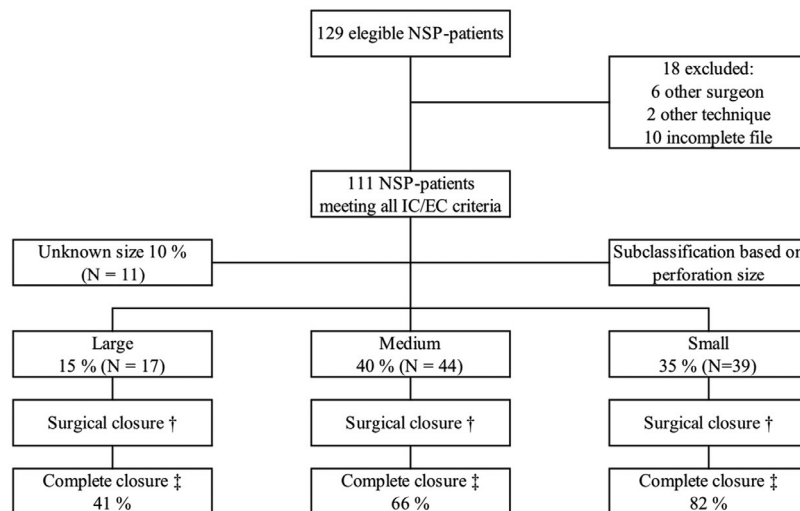 129 elegible NSP-patients
18 excluded:
6 other surgeon
2 other technique
10 incomplete file
111 NSP-patients
meeting all IC/EC criteria
Unknown size 10 %
(N = 11)
Subclassification based on
perforation size
Large
15 % (N = 17)
Medium
40 % (N = 44)
Small
35 % (N=39)
Surgical closure †
Surgical closure †
Surgical closure †
Complete closure ‡
41 %
Complete closure ‡
66 %
Complete closure ‡
82 %